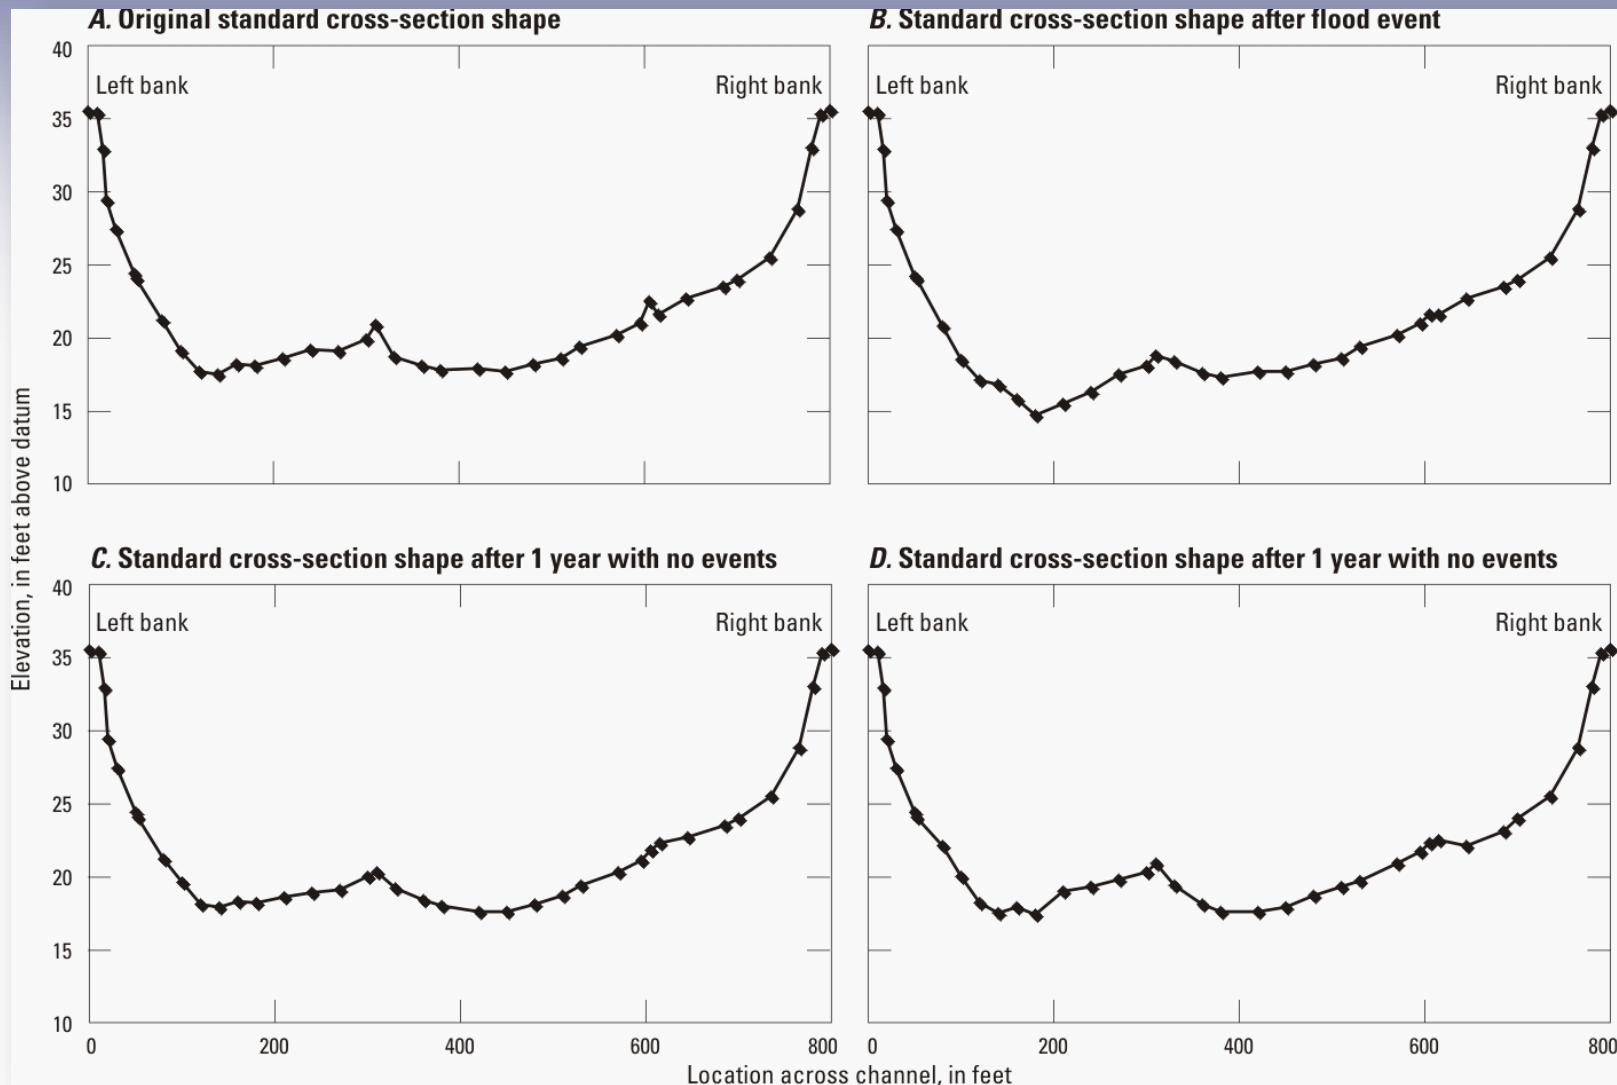 A. Original standard cross-section shape
B. Standard cross-section shape after flood event
40
Left bank
Right bank
35
30
25
20
15
10
Left bank
Right bank
C. Standard cross-section shape after 1 year with no events
D. Standard cross-section shape after 1 year with no events
40
Left bank
Right bank
35
30
25
20
15
10
Left bank
Right bank
0
200
400
600
800
0
200
400
600
800
Elevation, in feet above datum
Location across channel, in feet